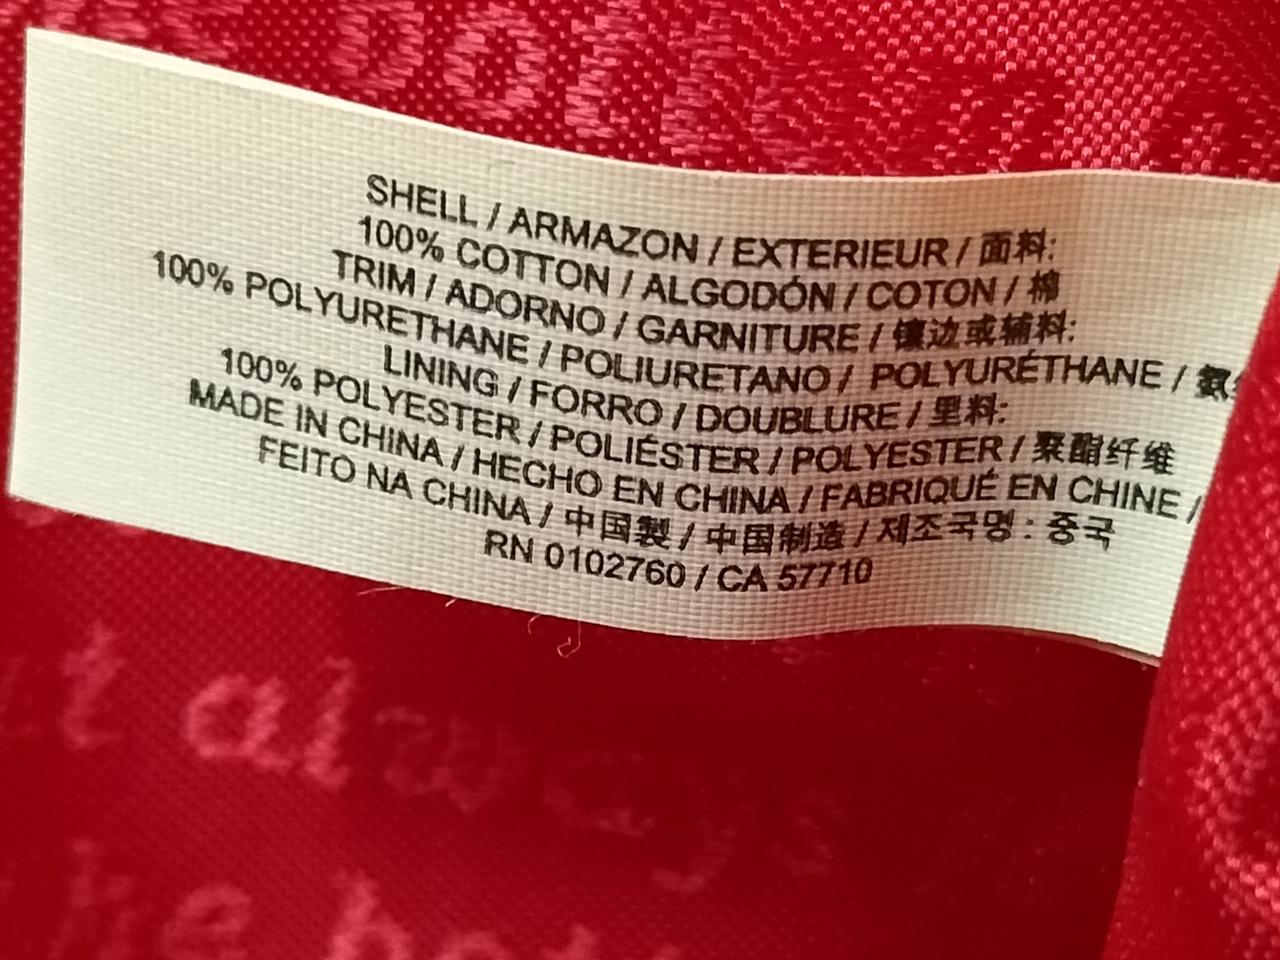 SHELL / ARMAZON / EXTERIEUR / 面料:
100% COTTON / ALGODÓN / COTON / 棉
TRIM / ADORNO / GARNITURE / 镶边或辅料:
100% POLYURETHANE / POLIURETANO / POLYURÉTHANE / 氨
LINING / FORRO / DOUBLURE / 里料:
100% POLYESTER / POLIÉSTER / POLYESTER / 聚酯纤维
MADE IN CHINA / HECHO EN CHINA / FABRIQUÉ EN CHINE /
FEITO NA CHINA / 中国製 / 中国制造 / 제조국명 : 중국
RN 0102760 / CA 57710
always